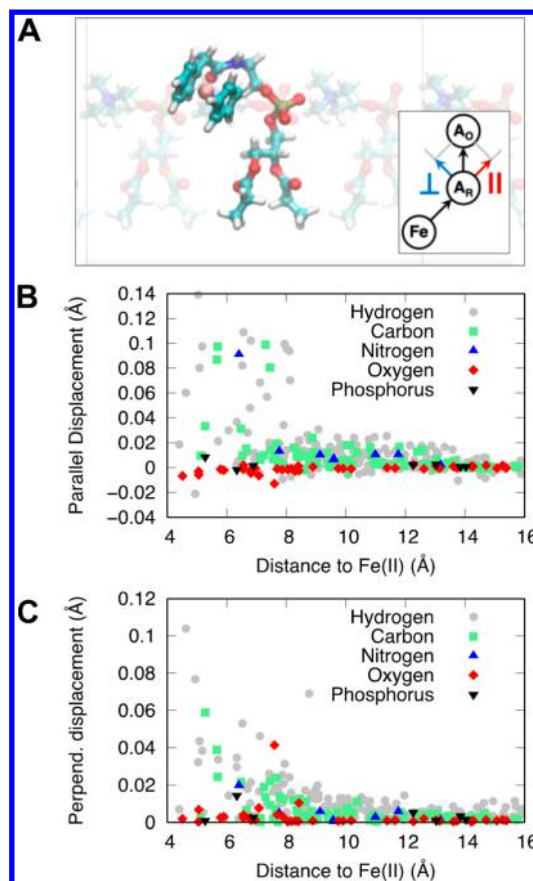 A
A_O
⊥
||
A_R
Fe
B
Parallel Displacement (Å)
0.14
0.12
0.1
0.08
0.06
0.04
0.02
0
−0.02
−0.04
Hydrogen
Carbon
Nitrogen
Oxygen
Phosphorus
4 6 8 10 12 14 16
Distance to Fe(II) (Å)
C
Perpend. displacement (Å)
0.12
0.1
0.08
0.06
0.04
0.02
0
Hydrogen
Carbon
Nitrogen
Oxygen
Phosphorus
4 6 8 10 12 14 16
Distance to Fe(II) (Å)